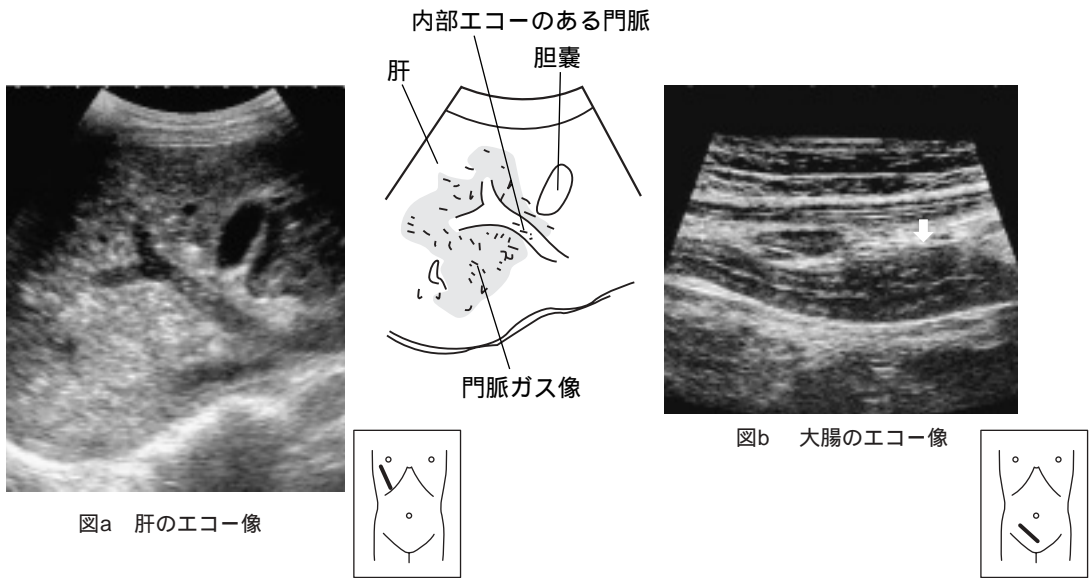 内部エコーのある門脈
胆嚢
肝
門脈ガス像
図a 肝のエコー像
図b 大腸のエコー像